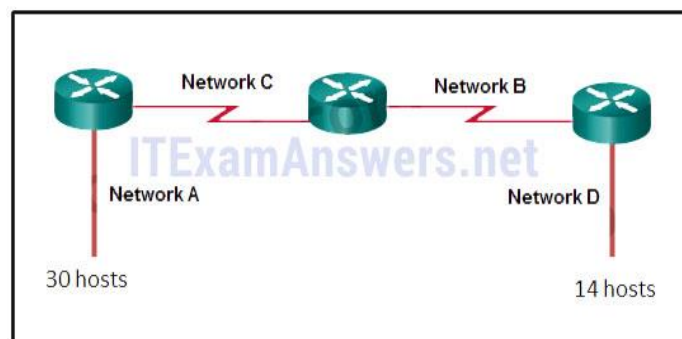 Network C
Network B
ITExamAnswers.net
Network A
Network D
30 hosts
14 hosts